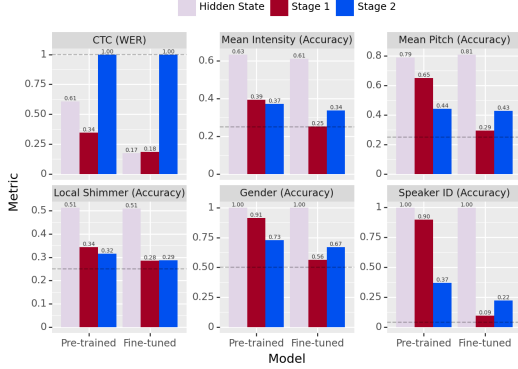 Hidden State Stage 1 Stage 2
CTC (WER) Mean Intensity (Accuracy) Mean Pitch (Accuracy)
1 0.75 0.5 0.25 0
0.61 0.34 1.00 0.17 0.18 1.00
0.6 0.4 0.2 0
0.63 0.39 0.37 0.61 0.25 0.34
0.8 0.6 0.4 0.2 0
0.79 0.65 0.44 0.81 0.29 0.43
Metric
Local Shimmer (Accuracy) Gender (Accuracy) Speaker ID (Accuracy)
0.5 0.4 0.3 0.2 0.1 0
0.51 0.34 0.32 0.51 0.28 0.29
1 0.75 0.5 0.25 0
1.00 0.91 0.73 1.00 0.56 0.67
1 0.75 0.5 0.25 0
1.00 0.90 0.37 1.00 0.09 0.22
Pre-trained Fine-tuned Pre-trained Fine-tuned Pre-trained Fine-tuned
Model